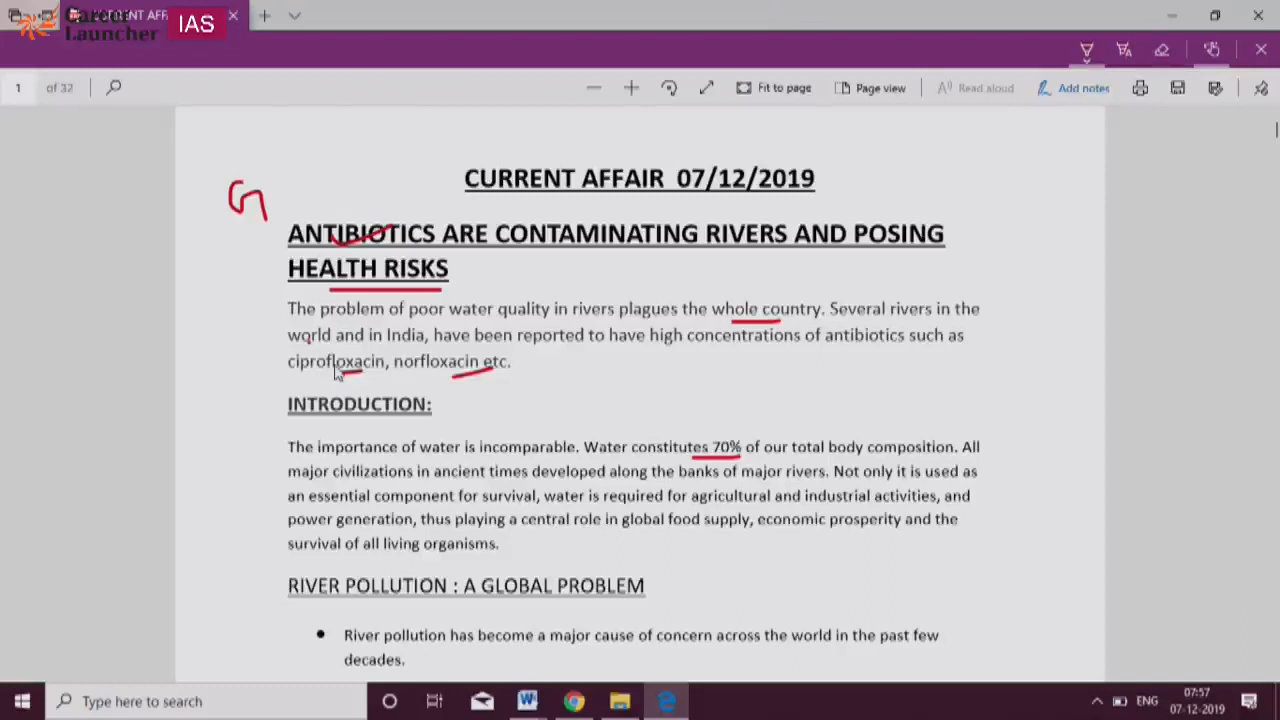 Career
Launcher
IAS
CURRENT AFF
1 of 32
Fit to page
Page view
Read aloud
Add notes
CURRENT AFFAIR 07/12/2019
ANTIBIOTICS ARE CONTAMINATING RIVERS AND POSING
HEALTH RISKS
The problem of poor water quality in rivers plagues the whole country. Several rivers in the
world and in India, have been reported to have high concentrations of antibiotics such as
ciprofloxacin, norfloxacin etc.
INTRODUCTION:
The importance of water is incomparable. Water constitutes 70% of our total body composition. All
major civilizations in ancient times developed along the banks of major rivers. Not only it is used as
an essential component for survival, water is required for agricultural and industrial activities, and
power generation, thus playing a central role in global food supply, economic prosperity and the
survival of all living organisms.
RIVER POLLUTION : A GLOBAL PROBLEM
• River pollution has become a major cause of concern across the world in the past few
decades.
Type here to search
ENG
07:57
07-12-2019